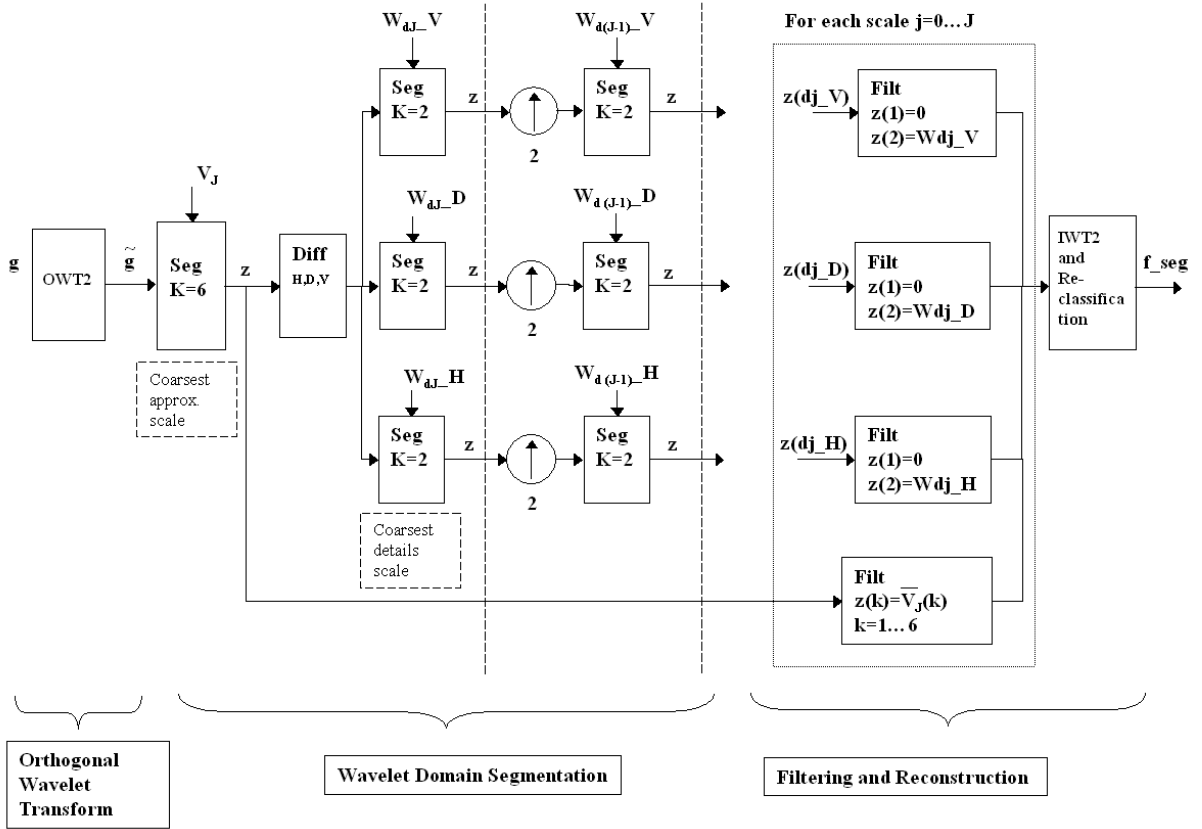 W_dJ_V
W_d(J-1)_V
For each scale j=0...J
Seg
K=2
z
2
Seg
K=2
z
z(dj_V)
Filt
z(1)=0
z(2)=Wdj_V
V_J
W_dJ_D
W_d(J-1)_D
g
OWT2
g̃
Seg
K=6
z
Diff
H,D,V
Seg
K=2
z
2
Seg
K=2
z
z(dj_D)
Filt
z(1)=0
z(2)=Wdj_D
IWT2
and
Re-
classifica
tion
f_seg
Coarsest
approx.
scale
W_dJ_H
W_d(J-1)_H
Seg
K=2
z
2
Seg
K=2
z
z(dj_H)
Filt
z(1)=0
z(2)=Wdj_H
Coarsest
details
scale
Filt
z(k)=V̅_J(k)
k=1...6
Orthogonal
Wavelet
Transform
Wavelet Domain Segmentation
Filtering and Reconstruction